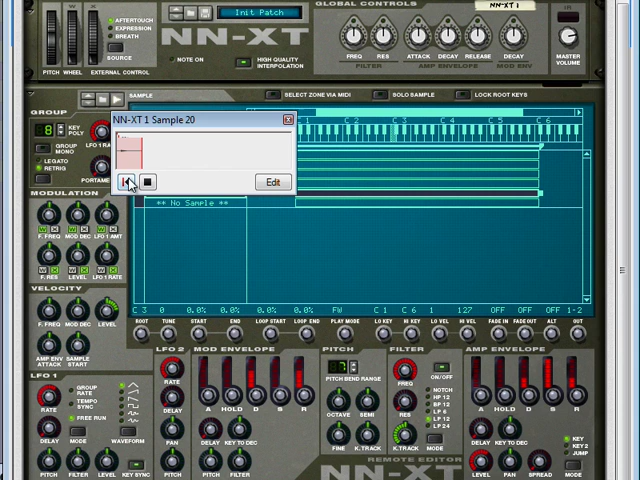 GLOBAL CONTROLS
NN-XT 1
AFTERTOUCH
EXPRESSION
BREATH
SOURCE
PITCH WHEEL EXTERNAL CONTROL
Init Patch
NN-XT
NOTE ON
HIGH QUALITY
INTERPOLATION
FREQ RES ATTACK DECAY RELEASE DECAY
FILTER AMP ENVELOPE MOD ENV
MASTER
VOLUME
SAMPLE SELECT ZONE VIA MIDI SOLO SAMPLE LOCK ROOT KEYS
GROUP
8
KEY
POLY
GROUP
MONO
LEGATO
RETRIG
NN-XT 1 Sample 20
Edit
C 1 C 2 C 3 C 4 C 5 C 6
** No Sample **
MODULATION
F. FREQ MOD DEC LFO 1 AMT
F. RES LEVEL LFO 1 RATE
VELOCITY
F. FREQ MOD DEC LEVEL
AMP ENV
ATTACK
SAMPLE
START
C 3 0 0.0% 0.0% 0.0% 0.0% FW C 1 C 6 1 127 OFF OFF OFF 1-2
ROOT TUNE START END LOOP START LOOP END PLAY MODE LO KEY HI KEY LO VEL HI VEL FADE IN FADE OUT ALT OUT
LFO 1
RATE
GROUP
RATE
TEMPO
SYNC
FREE RUN
DELAY MODE WAVEFORM
PITCH FILTER LEVEL KEY SYNC
LFO 2
RATE
DELAY
PAN
PITCH
MOD ENVELOPE
A HOLD D S R
DELAY KEY TO DEC
PITCH FILTER
PITCH
PITCH BEND RANGE
OCTAVE SEMI
FINE K. TRACK
FILTER
ON/OFF
FREQ
RES
K. TRACK
NOTCH
HP 12
BP 12
LP 6
LP 12
LP 24
MODE
AMP ENVELOPE
A HOLD D S R
DELAY KEY TO DEC
LEVEL PAN SPREAD
KEY
KEY 2
JUMP
MODE
REMOTE EDITOR
NN-XT